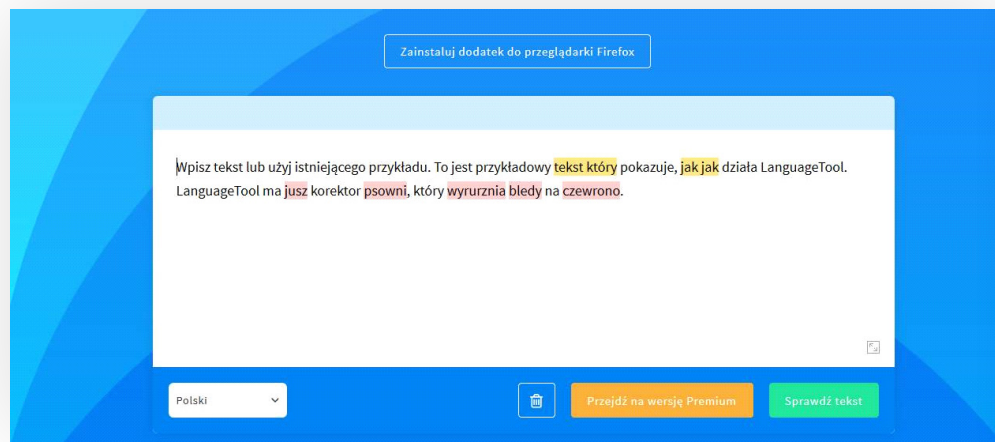 Zainstaluj dodatek do przeglądarki Firefox
Wpisz tekst lub użyj istniejącego przykładu. To jest przykładowy tekst który pokazuje, jak jak działa LanguageTool.
LanguageTool ma jusz korektor psowni, który wyrurznia bledy na czewrono.
Polski
Przejdź na wersję Premium
Sprawdź tekst